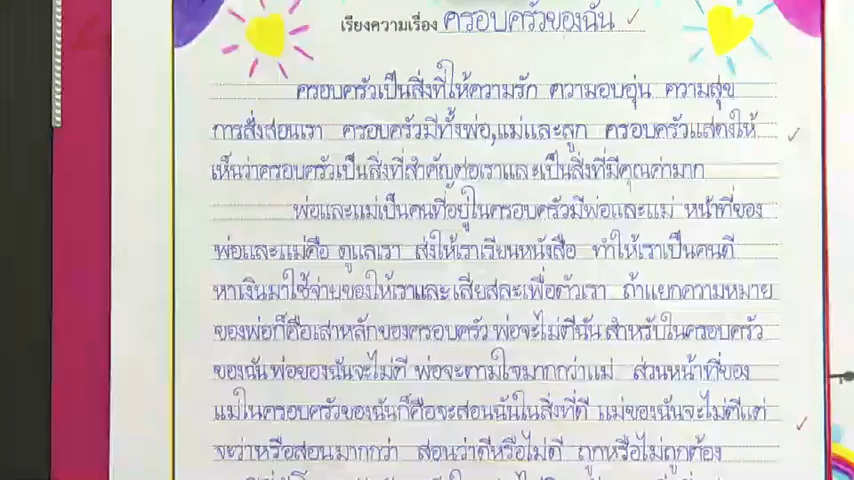 เรียงความเรื่อง ครอบครัวของฉัน
ครอบครัวเป็นสิ่งที่ให้ความรัก ความอบอุ่น ความสุข
การสั่งสอนเรา ครอบครัวมีทั้งพ่อ,แม่และลูก ครอบครัวแสดงให้
เห็นว่าครอบครัวเป็นสิ่งที่สำคัญต่อเราและเป็นสิ่งที่มีคุณค่ามาก
พ่อและแม่เป็นคนที่อยู่ในครอบครัวมีพ่อและแม่ หน้าที่ของ
พ่อและแม่คือ ดูแลเรา ส่งให้เราเรียนหนังสือ ทำให้เราเป็นคนดี
หาเงินมาใช้จ่ายของให้เราและเสียสละเพื่อตัวเรา ถ้าแยกความหมาย
ของพ่อก็คือเสาหลักของครอบครัว พ่อจะไม่ตีฉัน สำหรับในครอบครัว
ของฉัน พ่อของฉันจะไม่ตี พ่อจะตามใจมากกว่าแม่ ส่วนหน้าที่ของ
แม่ในครอบครัวของฉันก็คือจะสอนฉันในสิ่งที่ดี แม่ของฉันจะไม่ตีแต่
จะว่าหรือสอนมากกว่า สอนว่าดีหรือไม่ดี ถูกหรือไม่ถูกต้อง